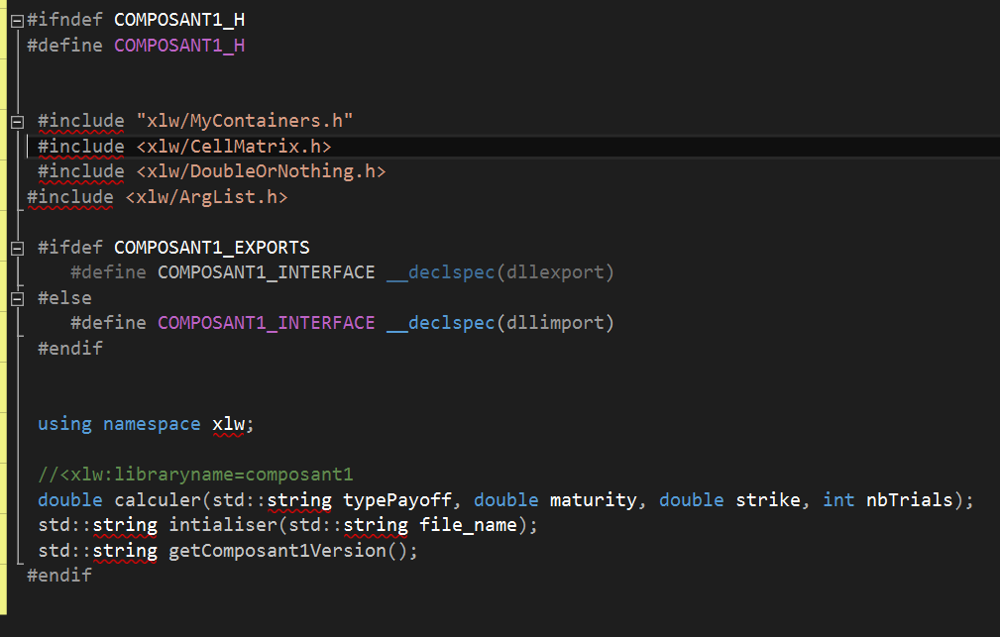 #ifndef COMPOSANT1_H
#define COMPOSANT1_H
#include "xlw/MyContainers.h"
#include <xlw/CellMatrix.h>
#include <xlw/DoubleOrNothing.h>
#include <xlw/ArgList.h>
#ifdef COMPOSANT1_EXPORTS
#define COMPOSANT1_INTERFACE __declspec(dllexport)
#else
#define COMPOSANT1_INTERFACE __declspec(dllimport)
#endif
using namespace xlw;
//<xlw:libraryname=composant1
double calculer(std::string typePayoff, double maturity, double strike, int nbTrials);
std::string intialiser(std::string file_name);
std::string getComposant1Version();
#endif